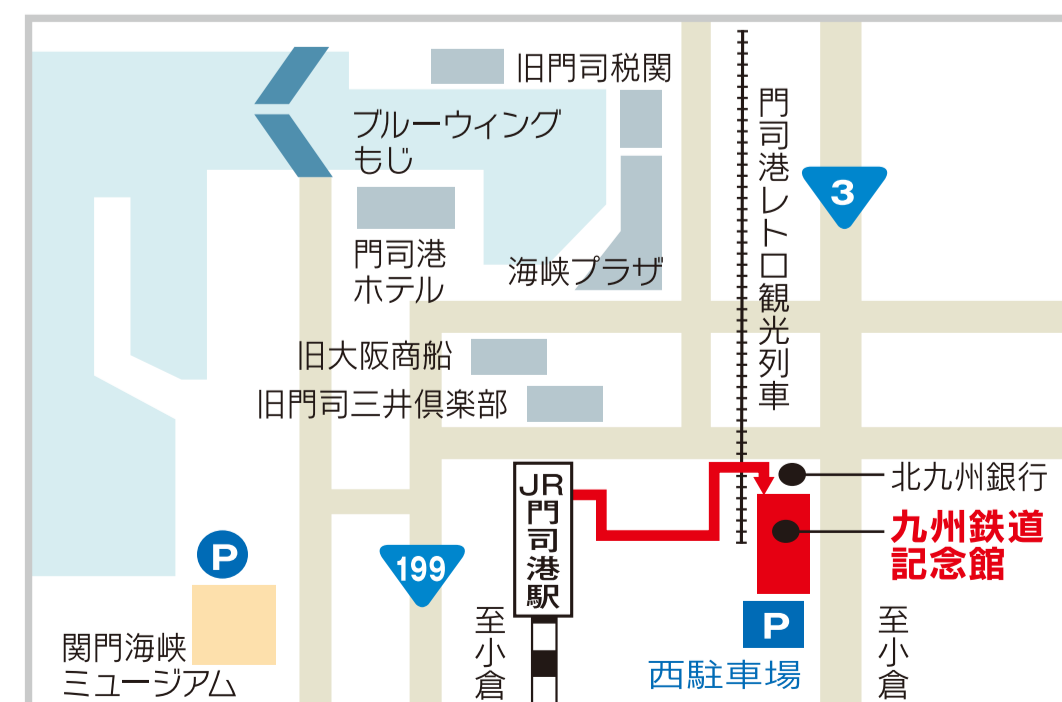 旧門司税関
ブルーウィング
もじ
門司港
ホテル
海峡プラザ
門司港レトロ観光列車
3
旧大阪商船
旧門司三井倶楽部
北九州銀行
JR
門司港駅
九州鉄道
記念館
P
199
P
関門海峡
ミュージアム
至小倉
西駐車場
至小倉